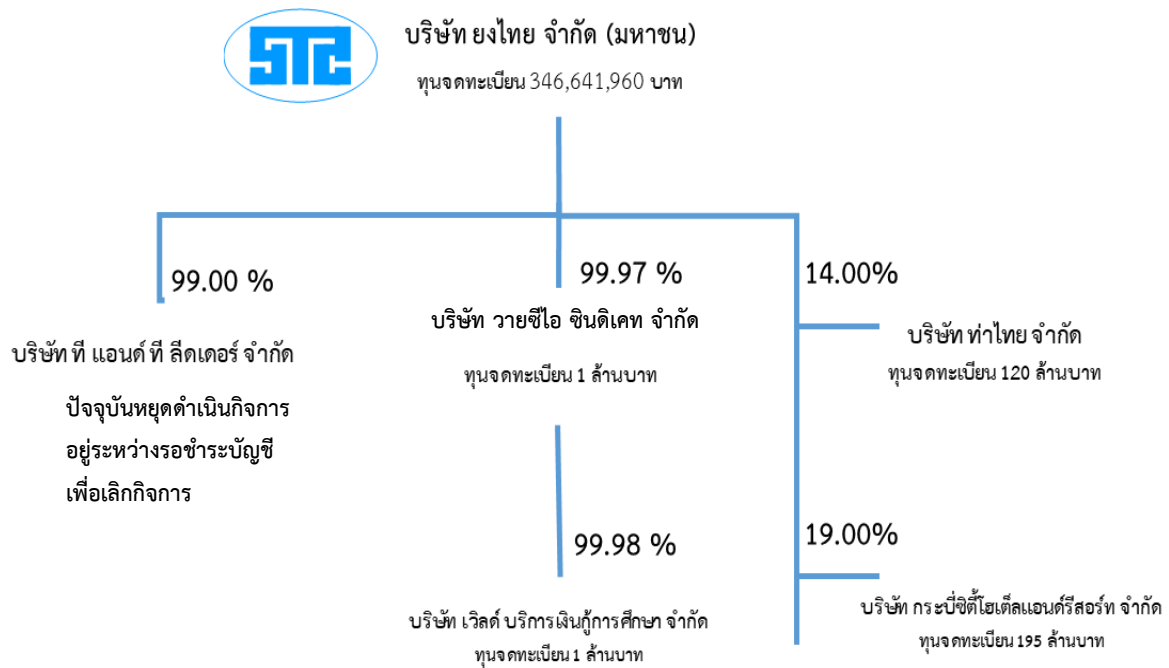 STC
บริษัท ยงไทย จำกัด (มหาชน)
ทุนจดทะเบียน 346,641,960 บาท
99.00 %
บริษัท ที แอนด์ ที ลีดเดอร์ จำกัด
ปัจจุบันหยุดดำเนินกิจการ
อยู่ระหว่างรอชำระบัญชี
เพื่อเลิกกิจการ
99.97 %
บริษัท วายซีไอ ซินดิเคท จำกัด
ทุนจดทะเบียน 1 ล้านบาท
99.98 %
บริษัท เวิลด์ บริการเงินกู้การศึกษา จำกัด
ทุนจดทะเบียน 1 ล้านบาท
14.00%
บริษัท ท่าไทย จำกัด
ทุนจดทะเบียน 120 ล้านบาท
19.00%
บริษัท กระบี่ซิตี้โฮเต็ลแอนด์รีสอร์ท จำกัด
ทุนจดทะเบียน 195 ล้านบาท